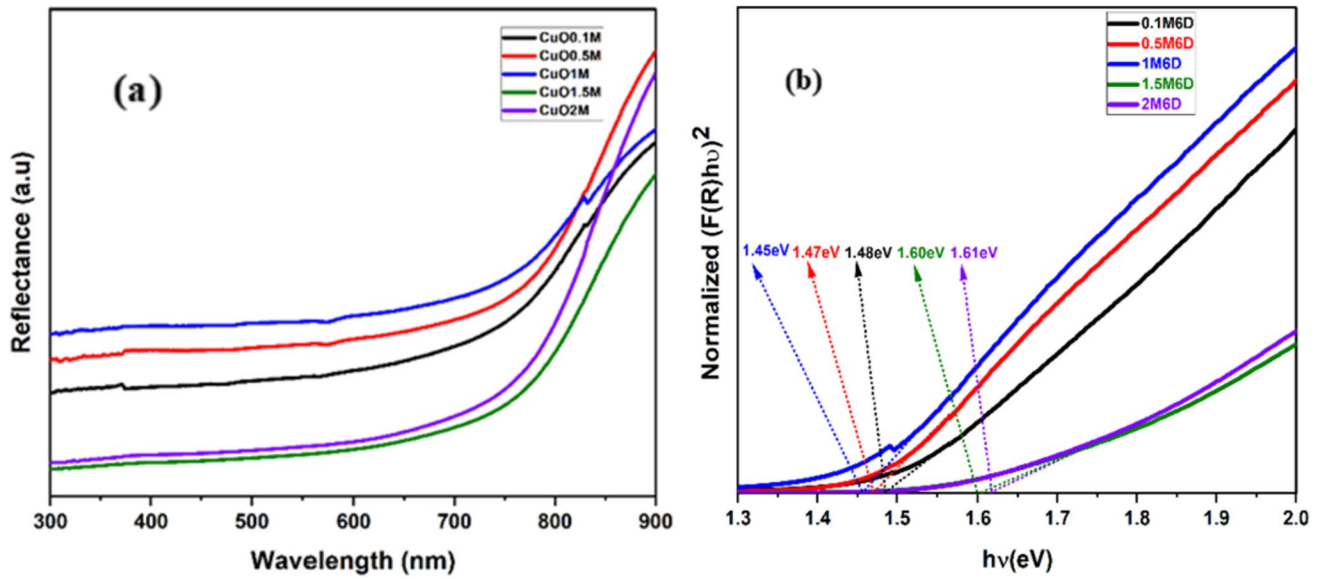 (a)
CuO0.1M
CuO0.5M
CuO1M
CuO1.5M
CuO2M
Reflectance (a.u)
300 400 500 600 700 800 900
Wavelength (nm)
(b)
0.1M6D
0.5M6D
1M6D
1.5M6D
2M6D
Normalized (F(R)hυ)²
1.45eV 1.47eV 1.48eV 1.60eV 1.61eV
1.3 1.4 1.5 1.6 1.7 1.8 1.9 2.0
hν(eV)